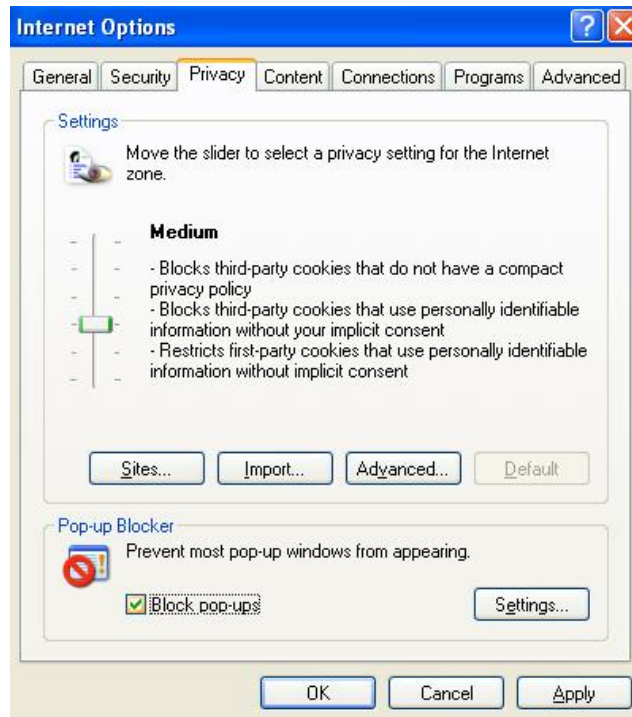 Internet Options
General Security Privacy Content Connections Programs Advanced
Settings
Move the slider to select a privacy setting for the Internet
zone.
Medium
- Blocks third-party cookies that do not have a compact
privacy policy
- Blocks third-party cookies that use personally identifiable
information without your implicit consent
- Restricts first-party cookies that use personally identifiable
information without implicit consent
Sites... Import... Advanced... Default
Pop-up Blocker
Prevent most pop-up windows from appearing.
Block pop-ups Settings...
OK Cancel Apply